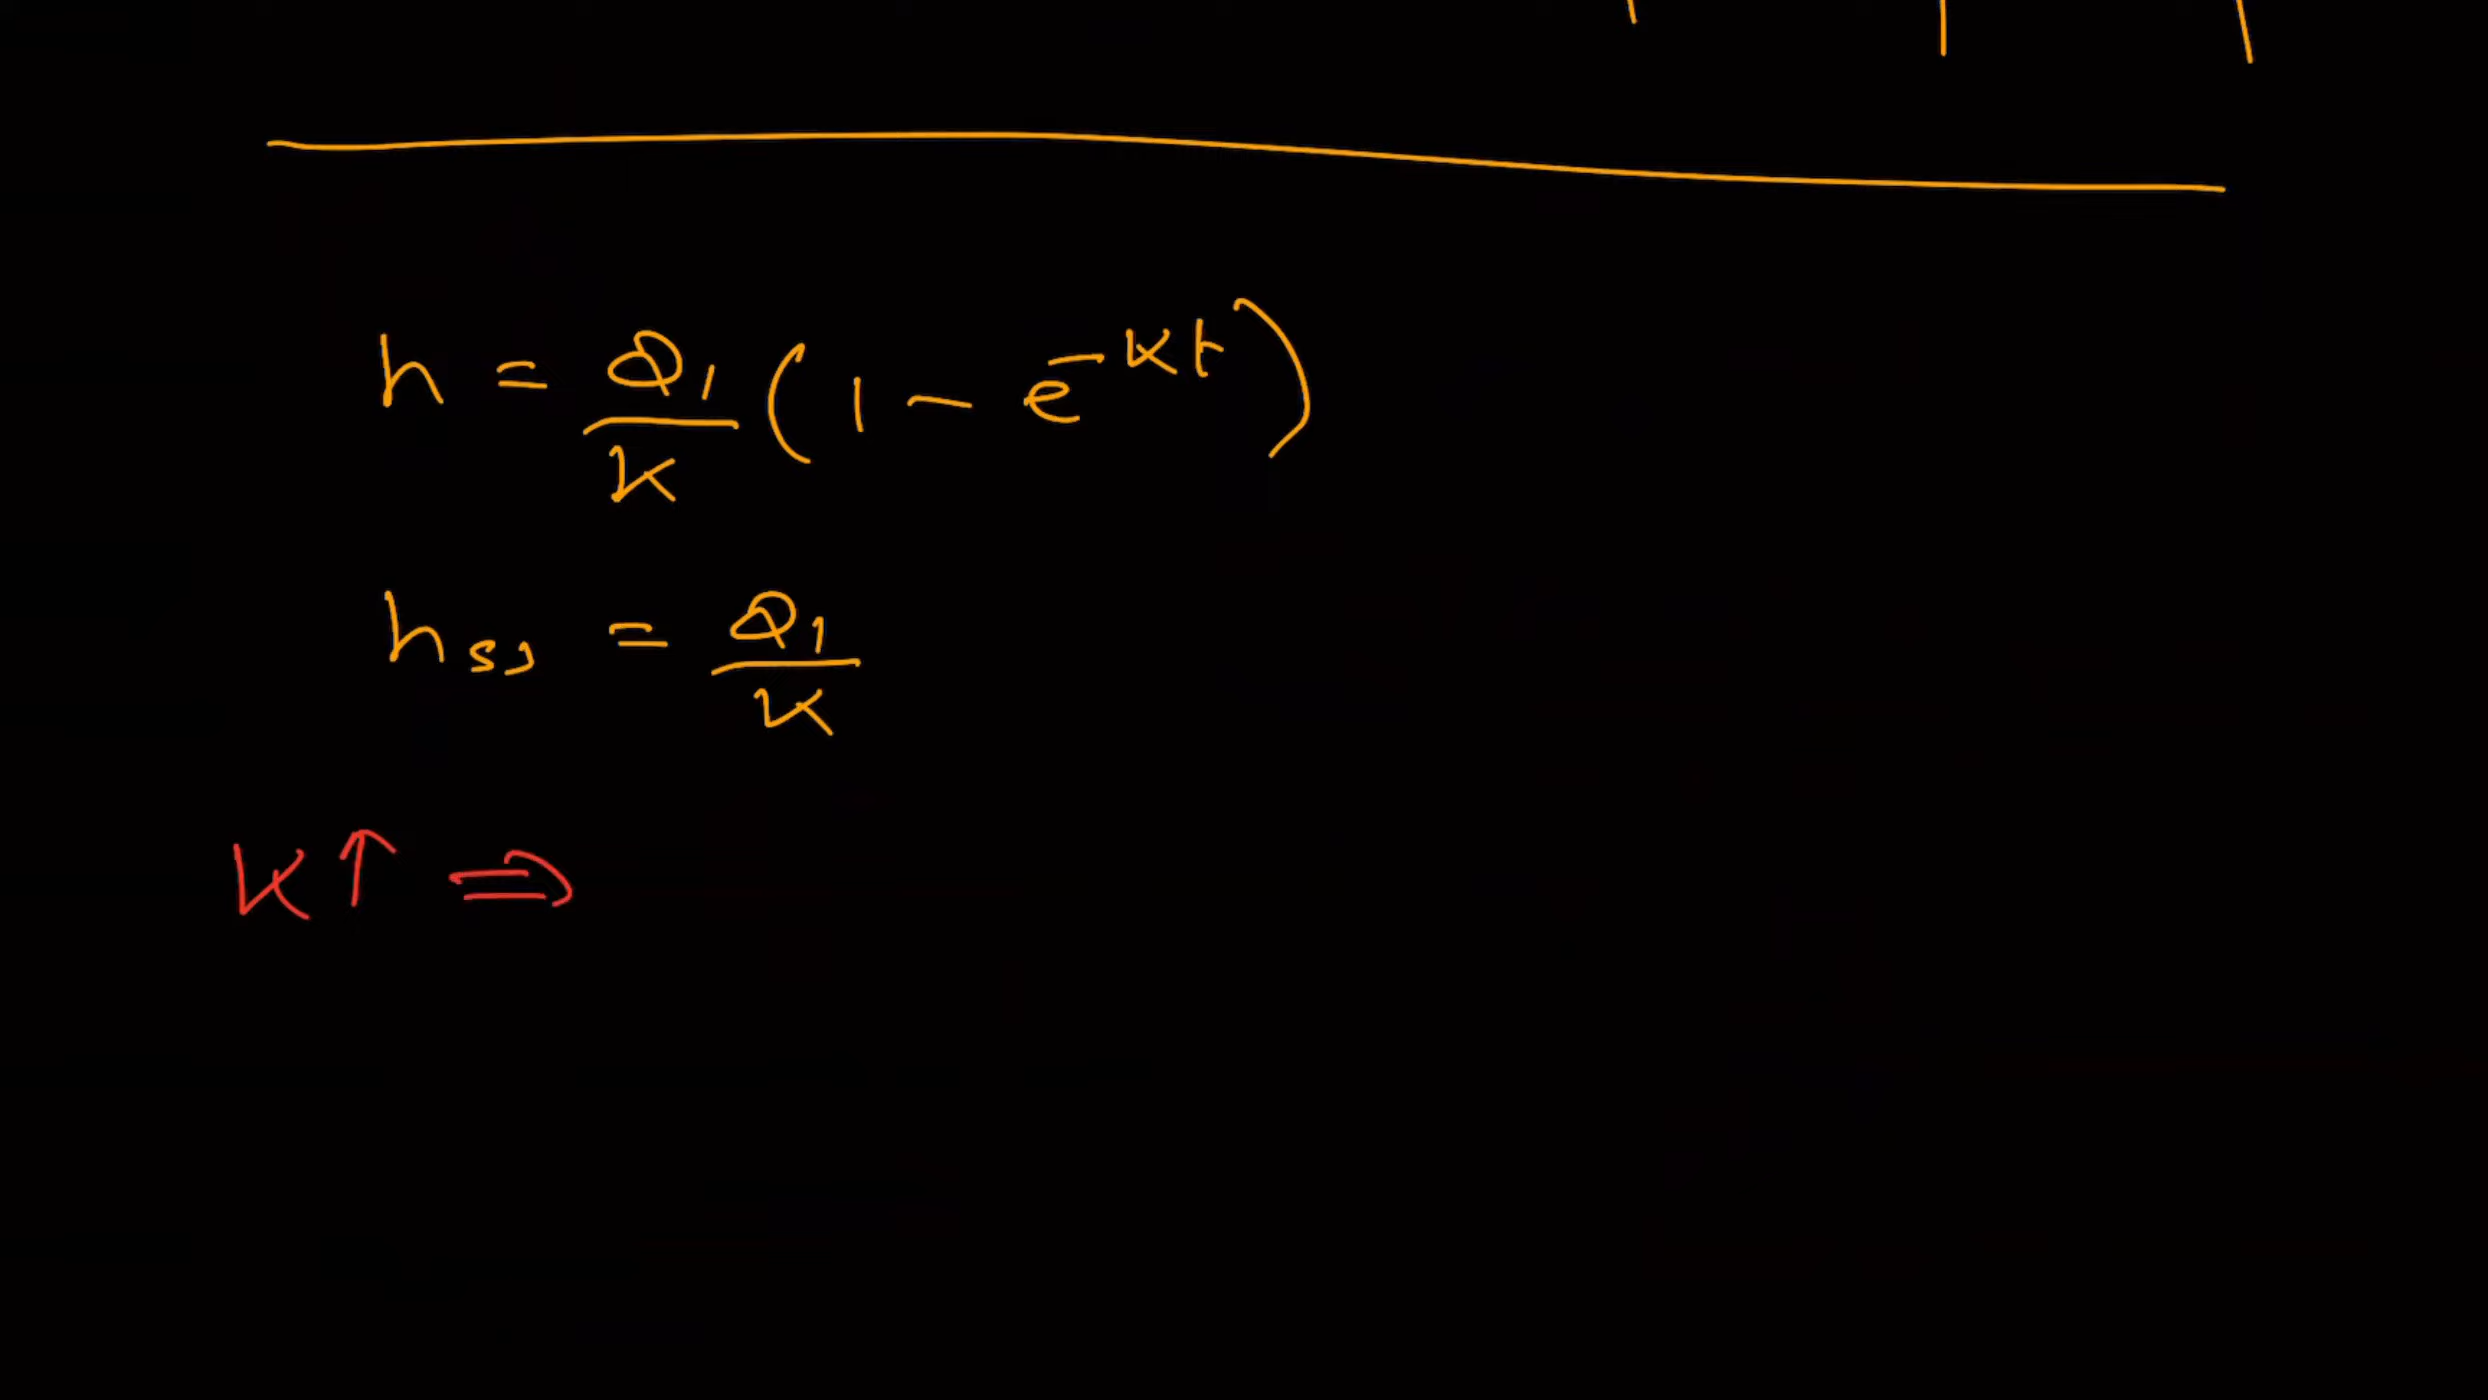 h = Q₁/K (1 - e^-Kt)
hss = Q₁/K
K↑ ⇒